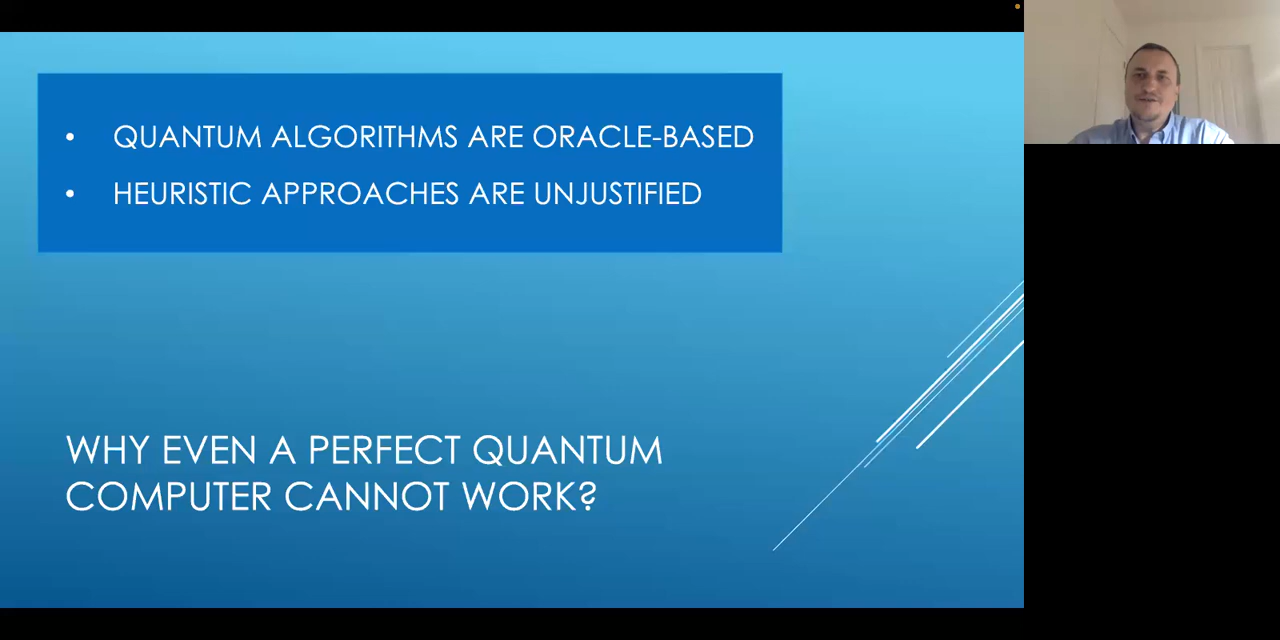 • QUANTUM ALGORITHMS ARE ORACLE-BASED
• HEURISTIC APPROACHES ARE UNJUSTIFIED
WHY EVEN A PERFECT QUANTUM
COMPUTER CANNOT WORK?